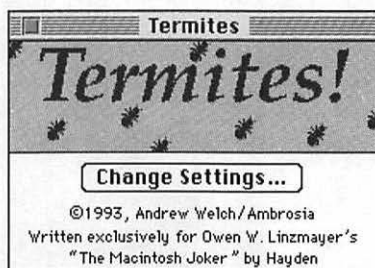 Termites
Termites!
Change Settings...
©1993, Andrew Welch/Ambrosia
Written exclusively for Owen W. Linzmayer's
"The Macintosh Joker" by Hayden